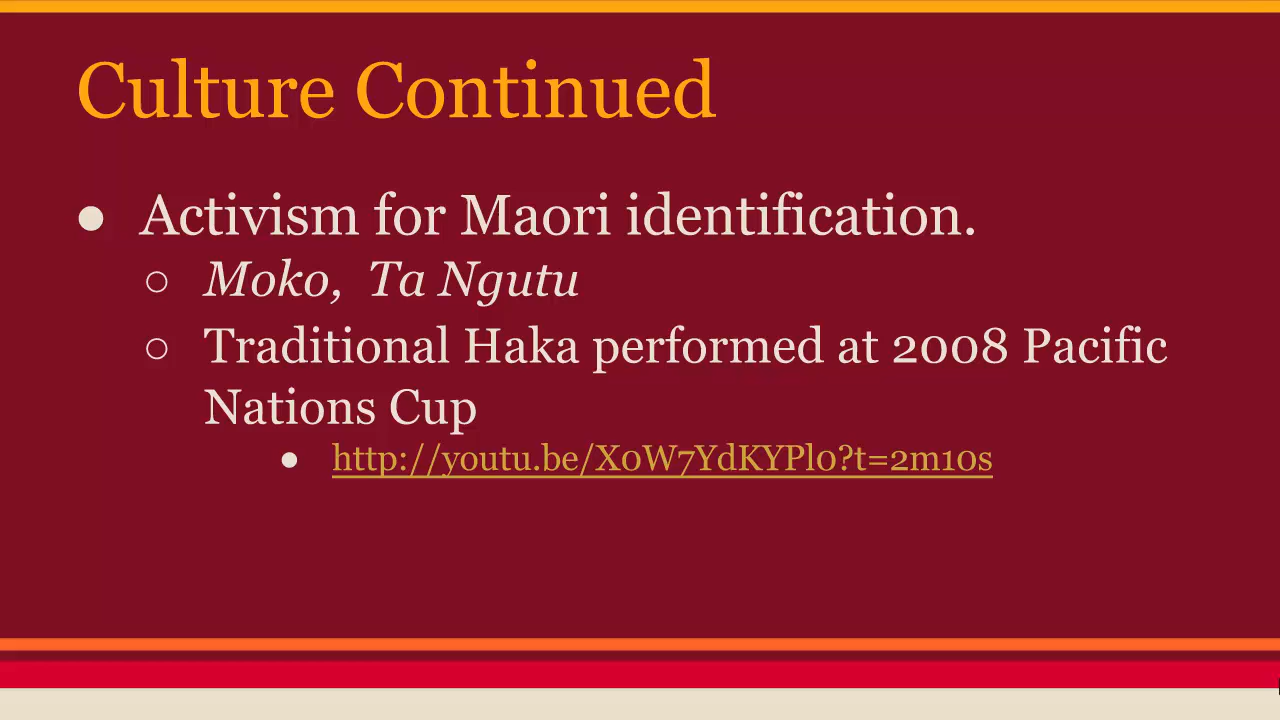 Culture Continued
● Activism for Maori identification.
○ Moko, Ta Ngutu
○ Traditional Haka performed at 2008 Pacific
Nations Cup
● http://youtu.be/X0W7YdKYPl0?t=2m10s